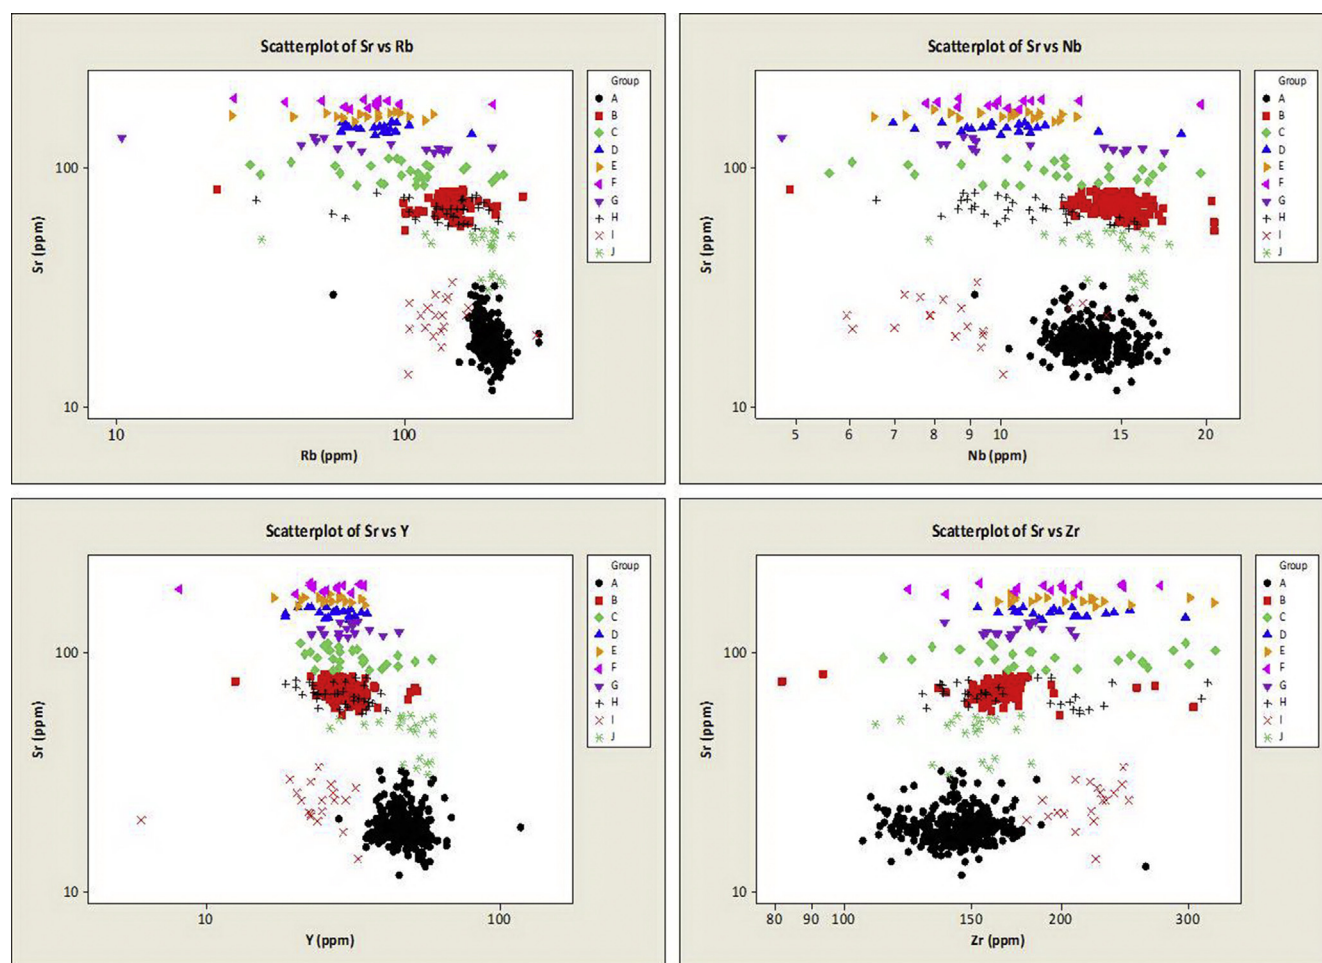 Scatterplot of Sr vs Rb
Sr (ppm)
100
10
10
100
Rb (ppm)
Group
A
B
C
D
E
F
G
H
I
J
Scatterplot of Sr vs Nb
Sr (ppm)
100
10
5
6
7
8
9
10
15
20
Nb (ppm)
Group
A
B
C
D
E
F
G
H
I
J
Scatterplot of Sr vs Y
Sr (ppm)
100
10
10
100
Y (ppm)
Group
A
B
C
D
E
F
G
H
I
J
Scatterplot of Sr vs Zr
Sr (ppm)
100
10
80
90
100
150
200
300
Zr (ppm)
Group
A
B
C
D
E
F
G
H
I
J